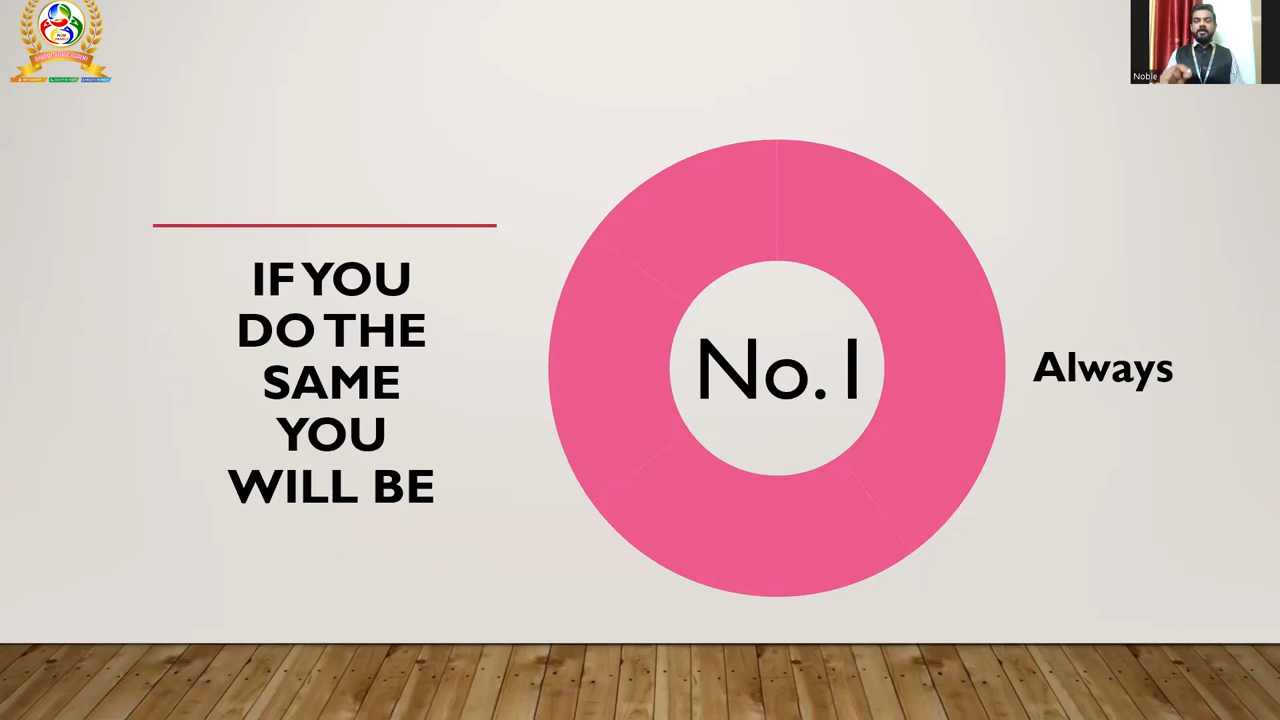 IF YOU
DO THE
SAME
YOU
WILL BE
No.1
Always
Noble